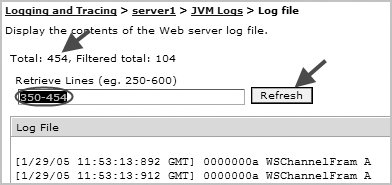 Logging and Tracing > server1 > JVM Logs > Log file
Display the contents of the Web server log file.
Total: 454, Filtered total: 104
Retrieve Lines (eg. 250-600)
350-454 Refresh
Log File
[1/29/05 11:53:13:892 GMT] 0000000a WSChannelFram A
[1/29/05 11:53:13:912 GMT] 0000000a WSChannelFram A